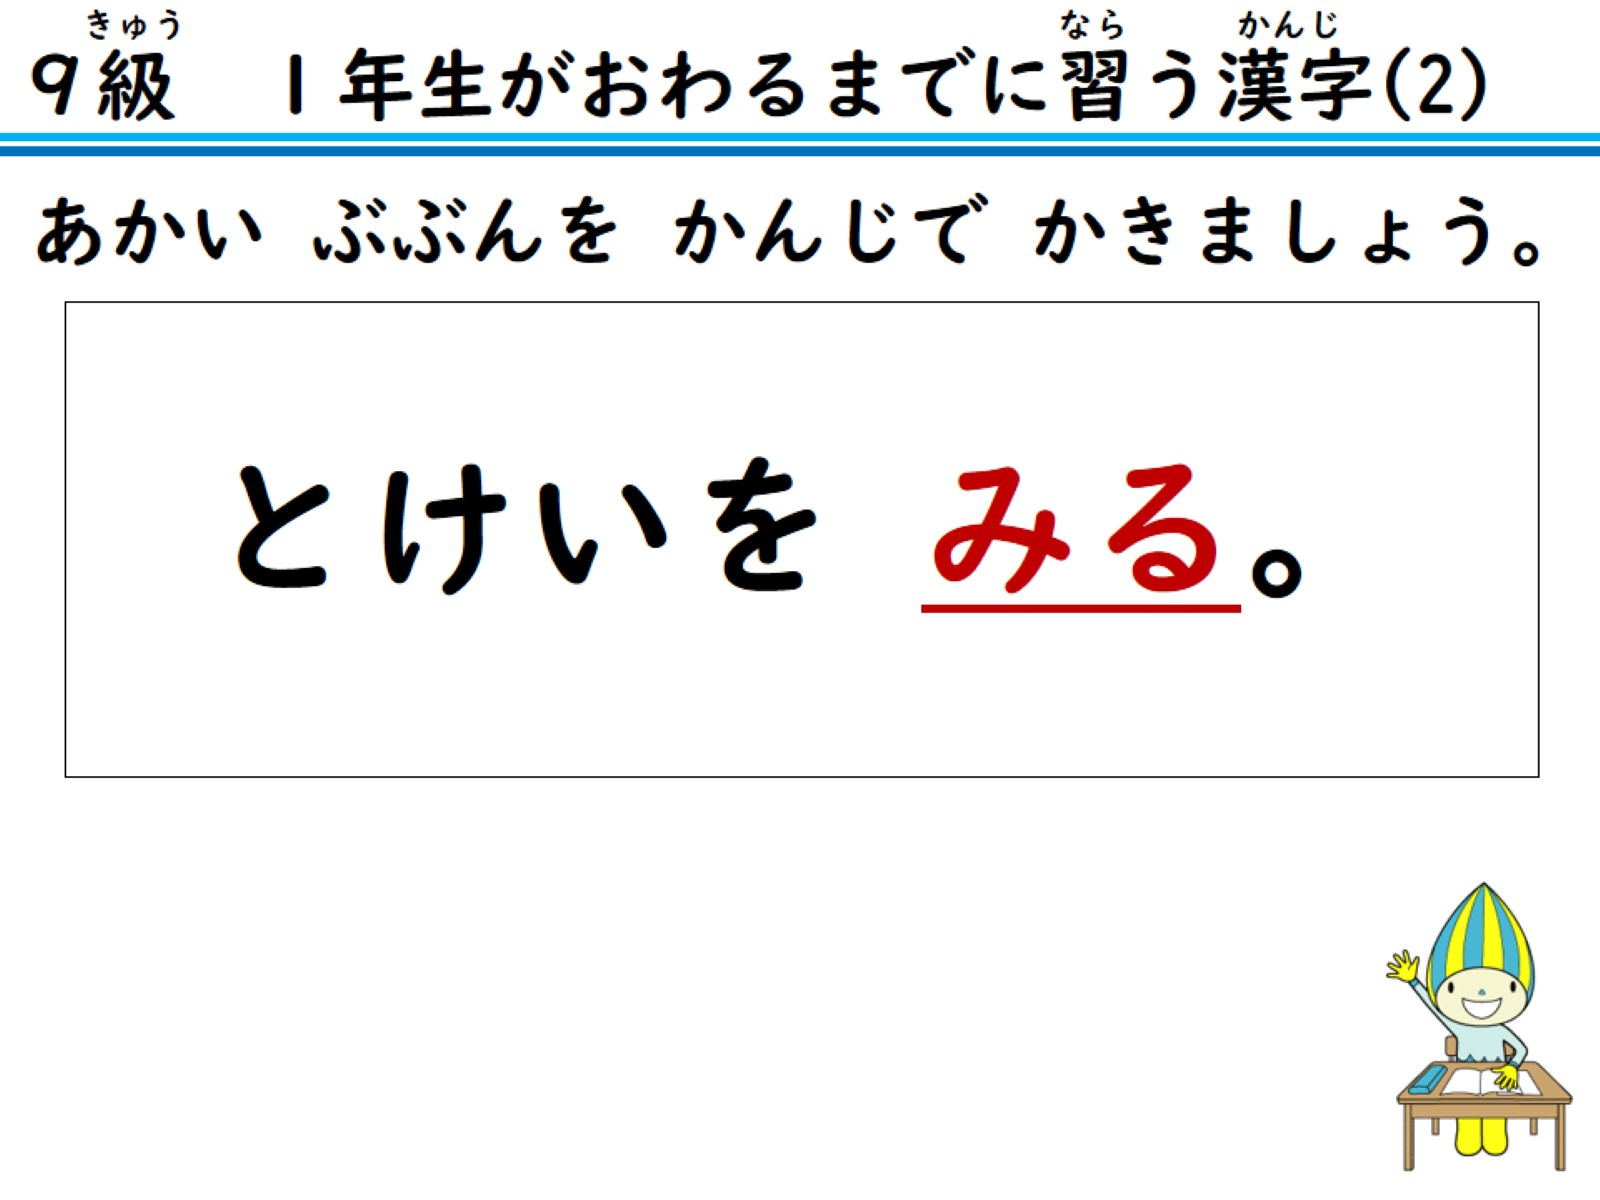 きゅう なら かんじ
９級　１年生がおわるまでに習う漢字(2)
あかい ぶぶんを かんじで かきましょう。
とけいを みる。